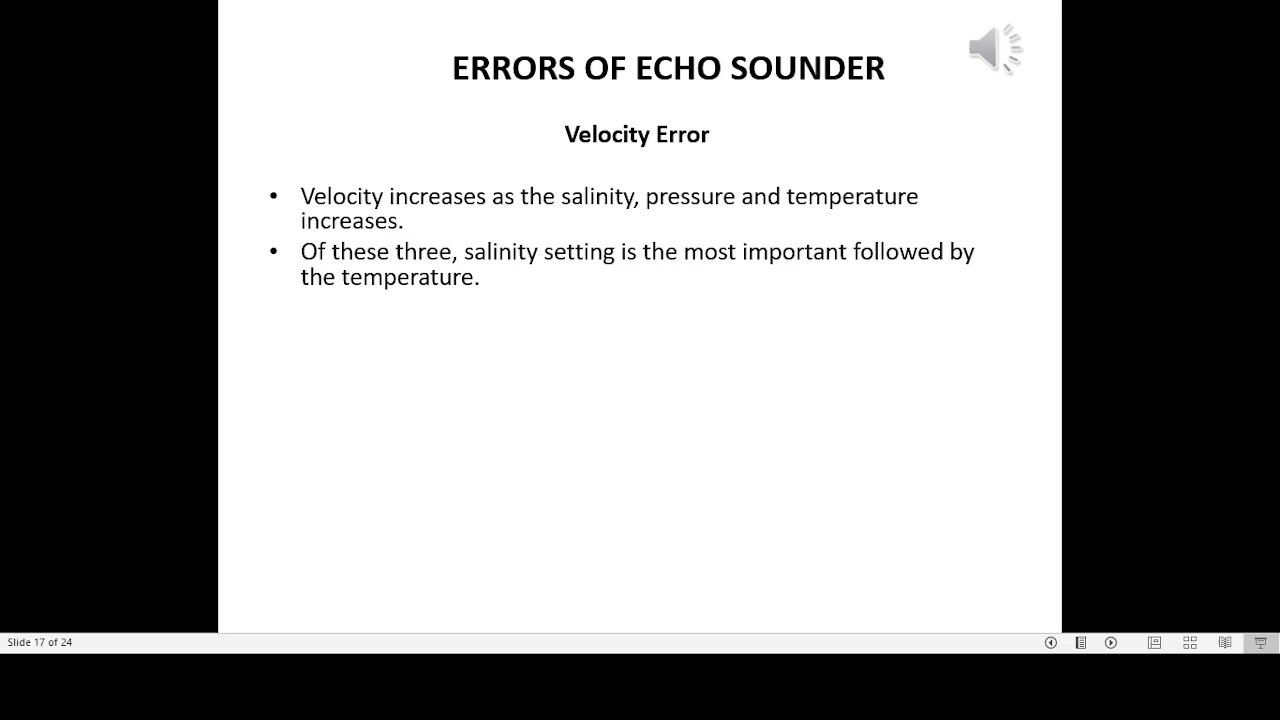 ERRORS OF ECHO SOUNDER
Velocity Error
• Velocity increases as the salinity, pressure and temperature
increases.
• Of these three, salinity setting is the most important followed by
the temperature.
Slide 17 of 24